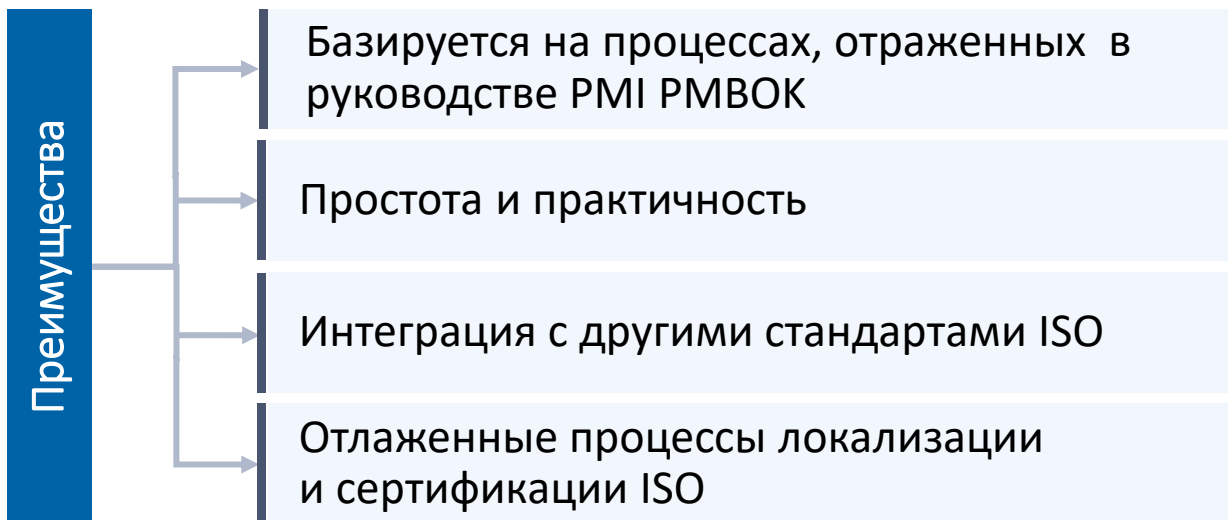 Преимущества
Базируется на процессах, отраженных  в
руководстве PMI PMBOK
Простота и практичность
Интеграция с другими стандартами ISO
Отлаженные процессы локализации
и сертификации ISO